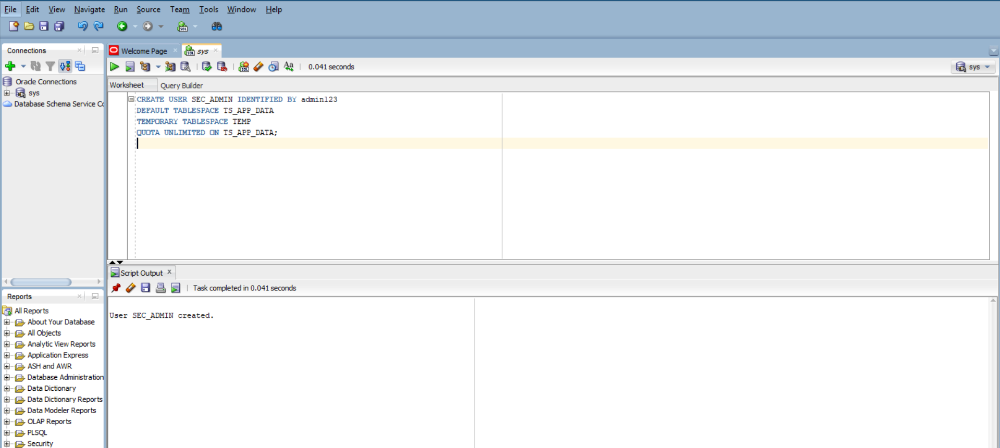 File Edit View Navigate Run Source Team Tools Window Help
Connections
Oracle Connections
sys
Database Schema Service Co
Welcome Page sys
0.041 seconds
sys
Worksheet Query Builder
CREATE USER SEC_ADMIN IDENTIFIED BY admin123
DEFAULT TABLESPACE TS_APP_DATA
TEMPORARY TABLESPACE TEMP
QUOTA UNLIMITED ON TS_APP_DATA;
Script Output
Task completed in 0.041 seconds
User SEC_ADMIN created.
Reports
All Reports
About Your Database
All Objects
Analytic View Reports
Application Express
ASH and AWR
Database Administration
Data Dictionary
Data Dictionary Reports
Data Modeler Reports
OLAP Reports
PLSQL
Security